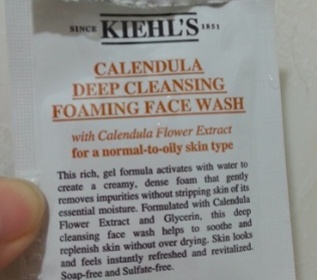 SINCE KIEHL'S 1851
CALENDULA
DEEP CLEANSING
FOAMING FACE WASH
with Calendula Flower Extract
for a normal-to-oily skin type
This rich, gel formula activates with water to
create a creamy, dense foam that gently
removes impurities without stripping skin of its
essential moisture. Formulated with Calendula
Flower Extract and Glycerin, this deep
cleansing face wash helps to soothe and
replenish skin without over drying. Skin looks
and feels instantly refreshed and revitalized.
Soap-free and Sulfate-free.